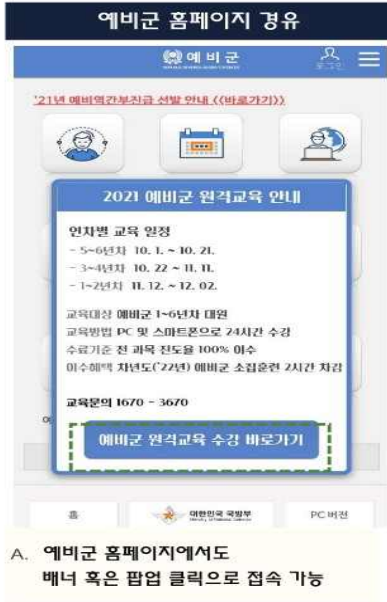 예비군 홈페이지 경유
예비군
로그인
'21년 예비역간부진급 선발 안내 《(바로가기)》
2021 예비군 원격교육 안내
연차별 교육 일정
- 5~6년차 10. 1. ~ 10. 21.
- 3~4년차 10. 22 ~ 11. 11.
- 1~2년차 11. 12. ~ 12. 02.
교육대상 예비군 1~6년차 대원
교육방법 PC 및 스마트폰으로 24시간 수강
수료기준 전 과목 진도율 100% 이수
이수혜택 차년도('22년) 예비군 소집훈련 2시간 차감
교육문의 1670 - 3670
예비군 원격교육 수강 바로가기
홈
대한민국 국방부
PC 버전
A. 예비군 홈페이지에서도
배너 혹은 팝업 클릭으로 접속 가능